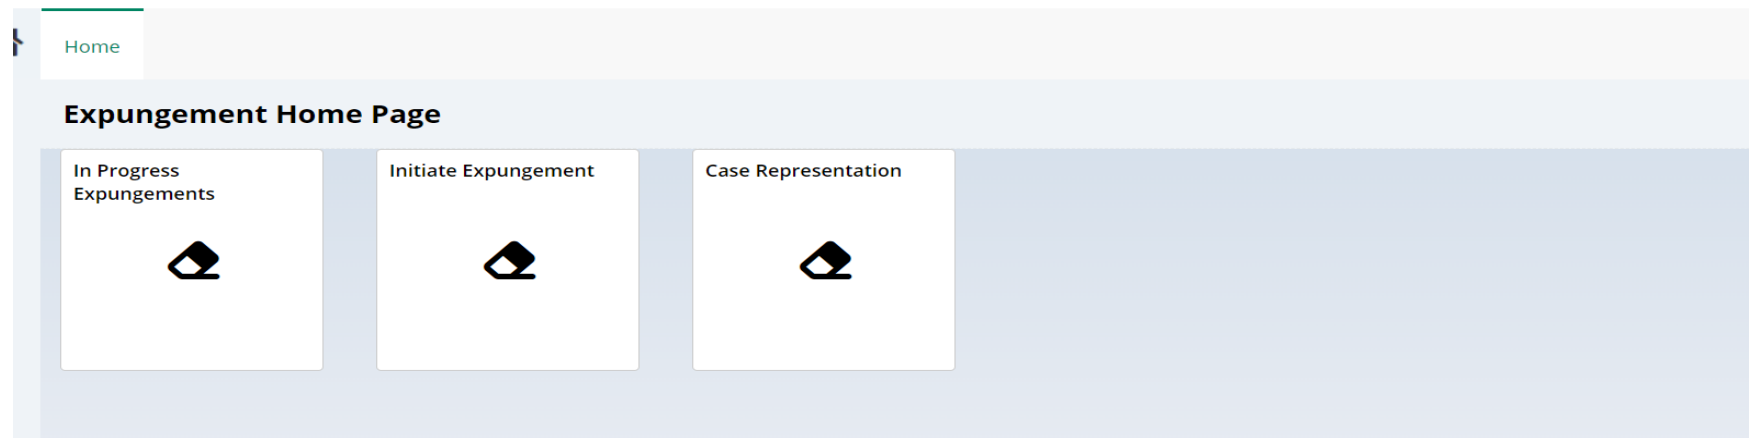 Home
Expungement Home Page
In Progress
Expungements
Initiate Expungement
Case Representation